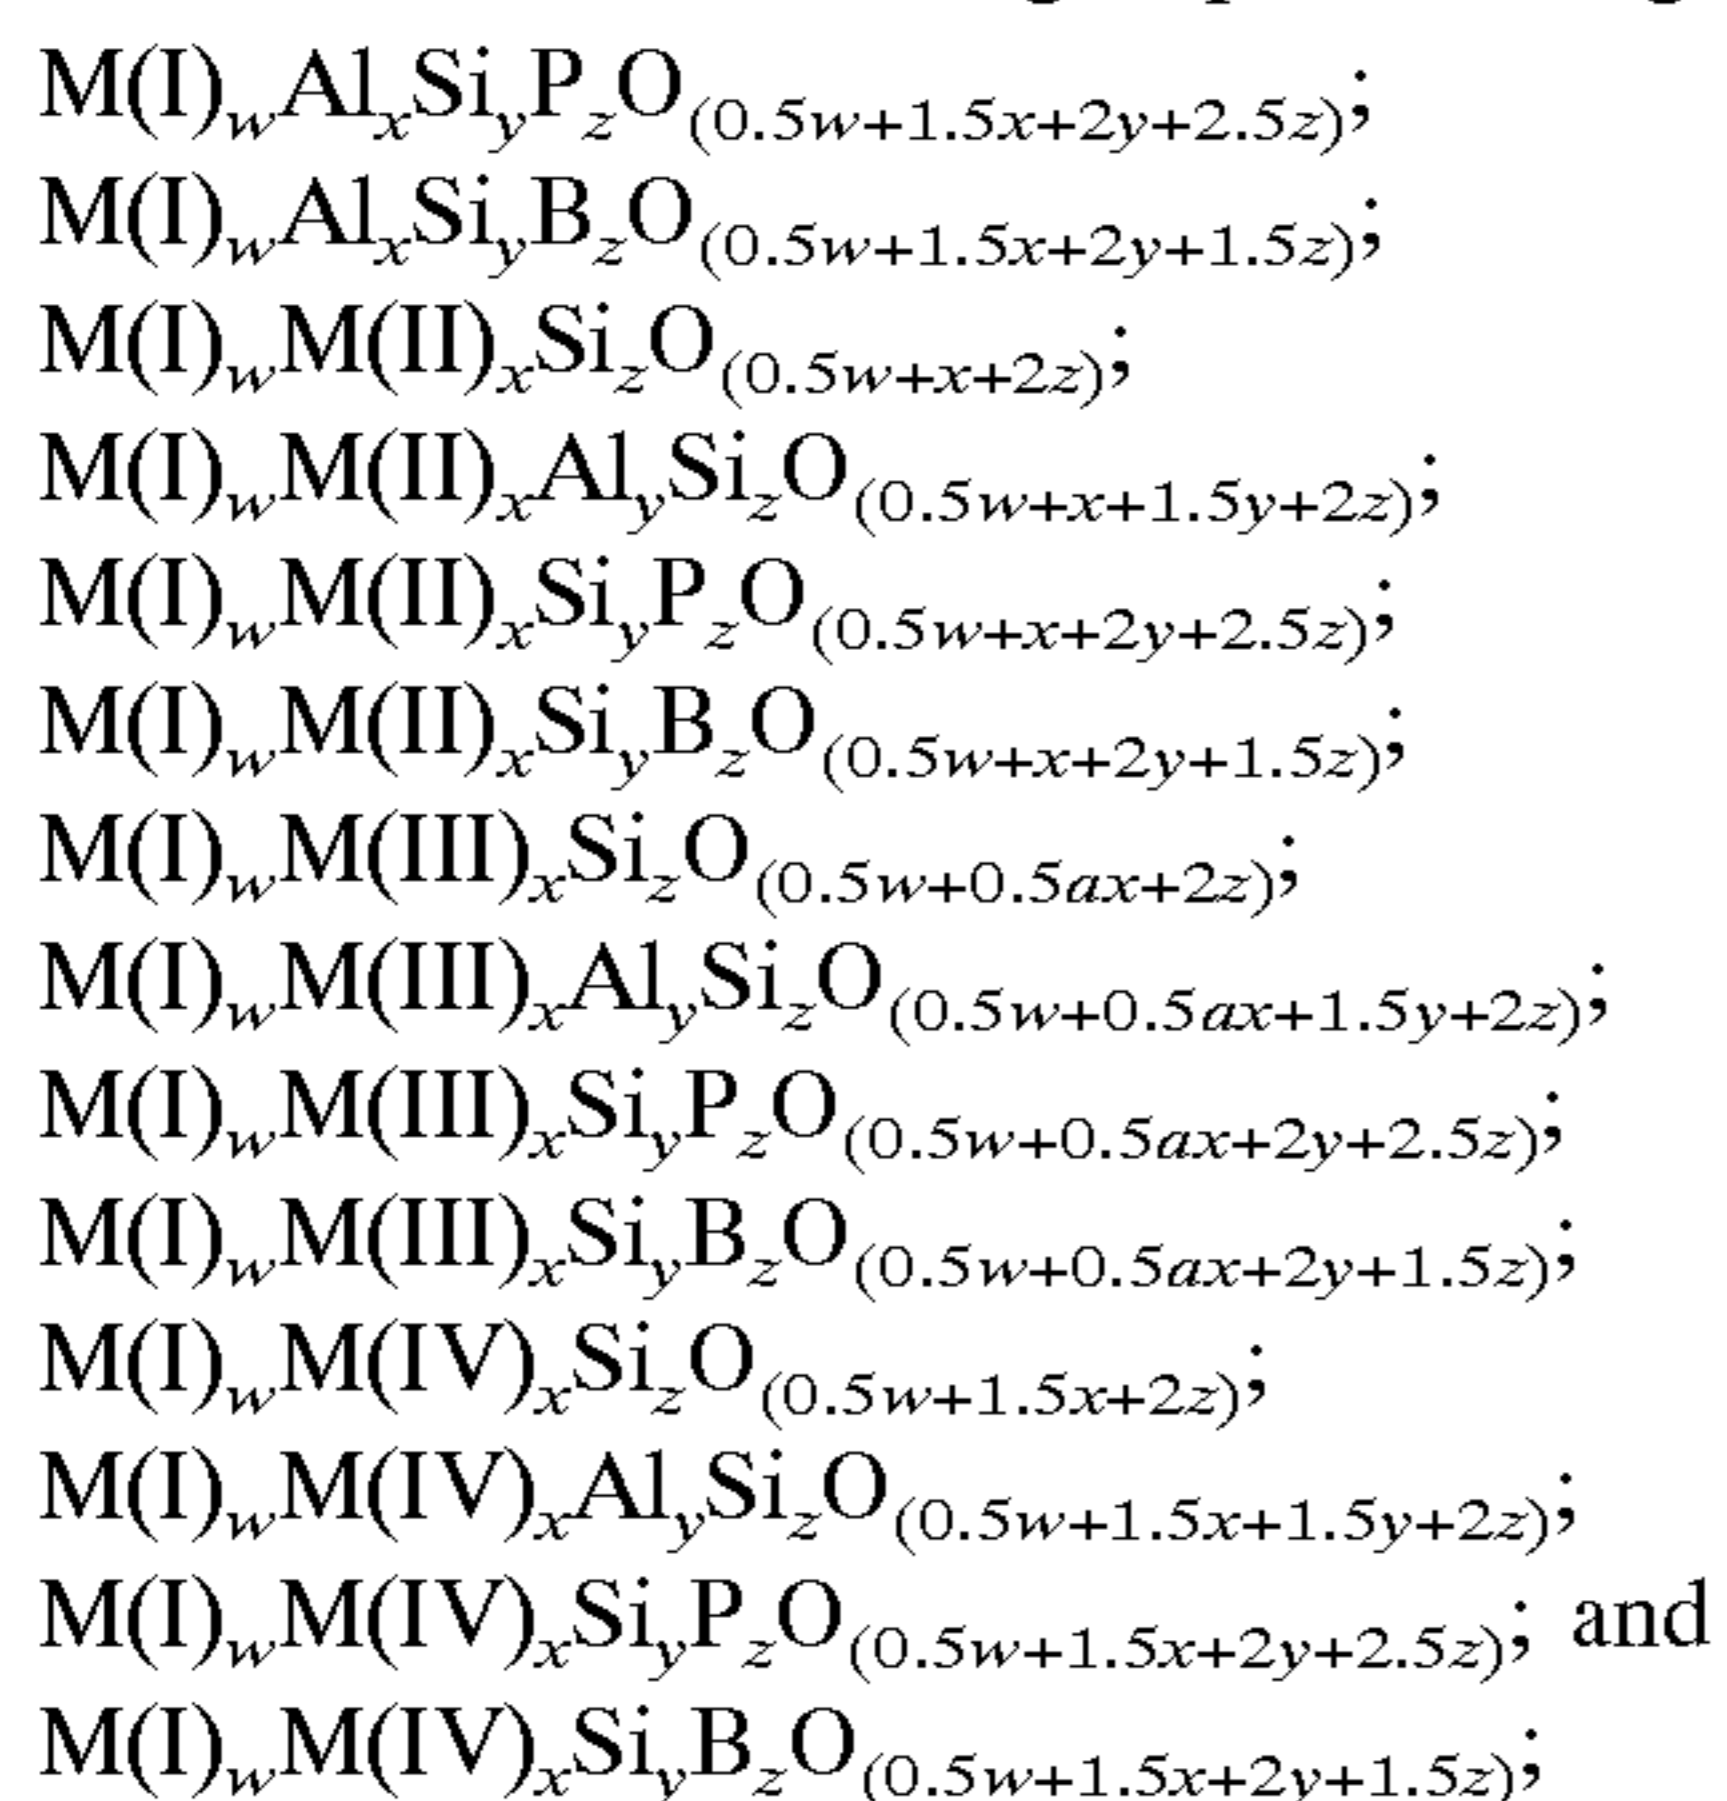 M(I)wAlxSiyPzO(0.5w+1.5x+2y+2.5z);
M(I)wAlxSiyBzO(0.5w+1.5x+2y+1.5z);
M(I)wM(II)xSizO(0.5w+x+2z);
M(I)wM(II)xAlySizO(0.5w+x+1.5y+2z);
M(I)wM(II)xSiyPzO(0.5w+x+2y+2.5z);
M(I)wM(II)xSiyBzO(0.5w+x+2y+1.5z);
M(I)wM(III)xSizO(0.5w+0.5ax+2z);
M(I)wM(III)xAlySizO(0.5w+0.5ax+1.5y+2z);
M(I)wM(III)xSiyPzO(0.5w+0.5ax+2y+2.5z);
M(I)wM(III)xSiyBzO(0.5w+0.5ax+2y+1.5z);
M(I)wM(IV)xSizO(0.5w+1.5x+2z);
M(I)wM(IV)xAlySizO(0.5w+1.5x+1.5y+2z);
M(I)wM(IV)xSiyPzO(0.5w+1.5x+2y+2.5z); and
M(I)wM(IV)xSiyBzO(0.5w+1.5x+2y+1.5z);